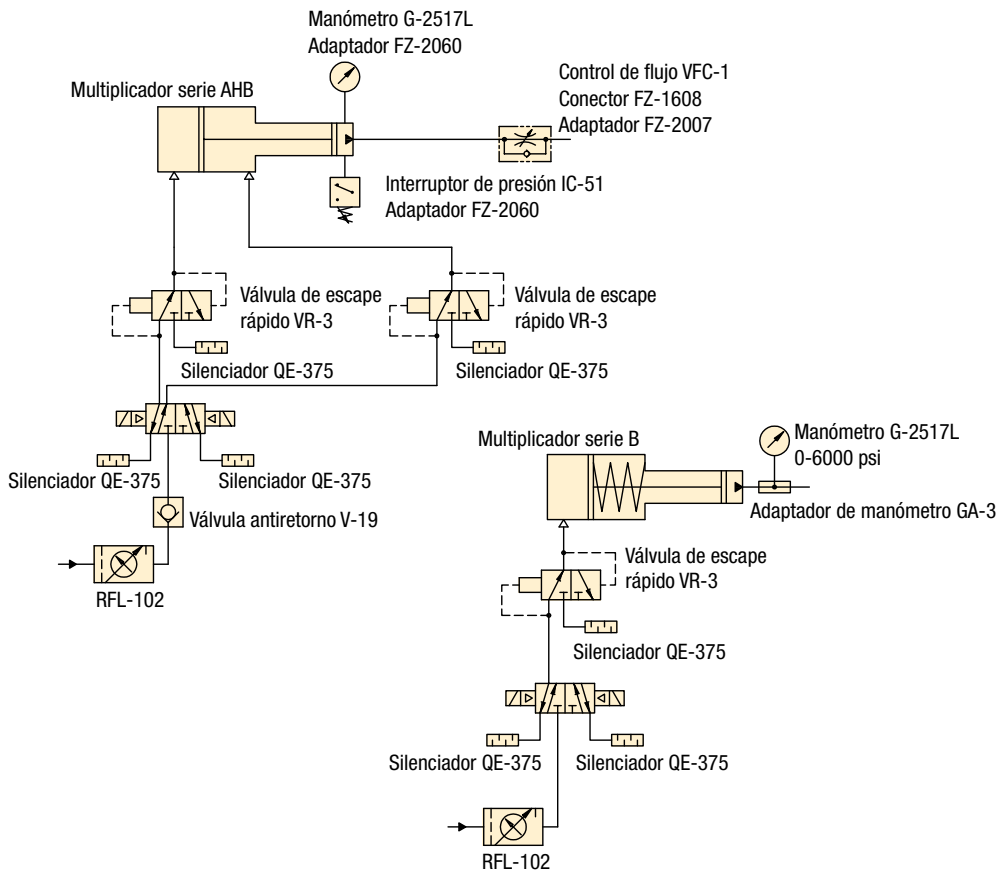 Manómetro G-2517L
Adaptador FZ-2060
Multiplicador serie AHB
Control de flujo VFC-1
Conector FZ-1608
Adaptador FZ-2007
Interruptor de presión IC-51
Adaptador FZ-2060
Válvula de escape
rápido VR-3
Silenciador QE-375
Válvula de escape
rápido VR-3
Silenciador QE-375
Silenciador QE-375
Silenciador QE-375
Válvula antiretorno V-19
RFL-102
Multiplicador serie B
Manómetro G-2517L
0-6000 psi
Adaptador de manómetro GA-3
Válvula de escape
rápido VR-3
Silenciador QE-375
Silenciador QE-375
Silenciador QE-375
RFL-102